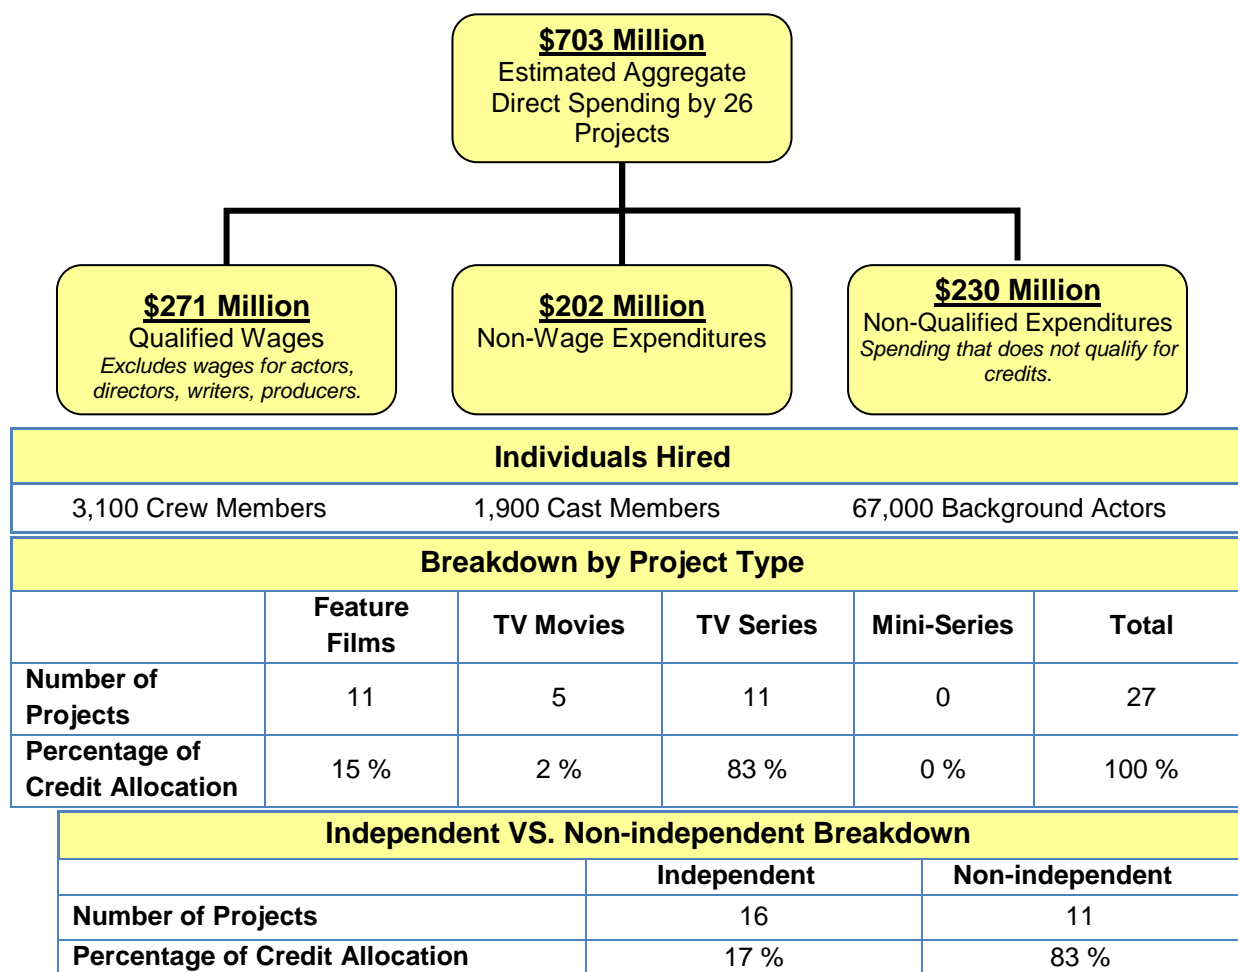 $703 Million
Estimated Aggregate
Direct Spending by 26
Projects
$271 Million
Qualified Wages
Excludes wages for actors,
directors, writers, producers.
$202 Million
Non-Wage Expenditures
$230 Million
Non-Qualified Expenditures
Spending that does not qualify for
credits.
Individuals Hired
3,100 Crew Members 1,900 Cast Members 67,000 Background Actors
Breakdown by Project Type
Feature Films TV Movies TV Series Mini-Series Total
Number of Projects 11 5 11 0 27
Percentage of Credit Allocation 15 % 2 % 83 % 0 % 100 %
Independent VS. Non-independent Breakdown
Independent Non-independent
Number of Projects 16 11
Percentage of Credit Allocation 17 % 83 %